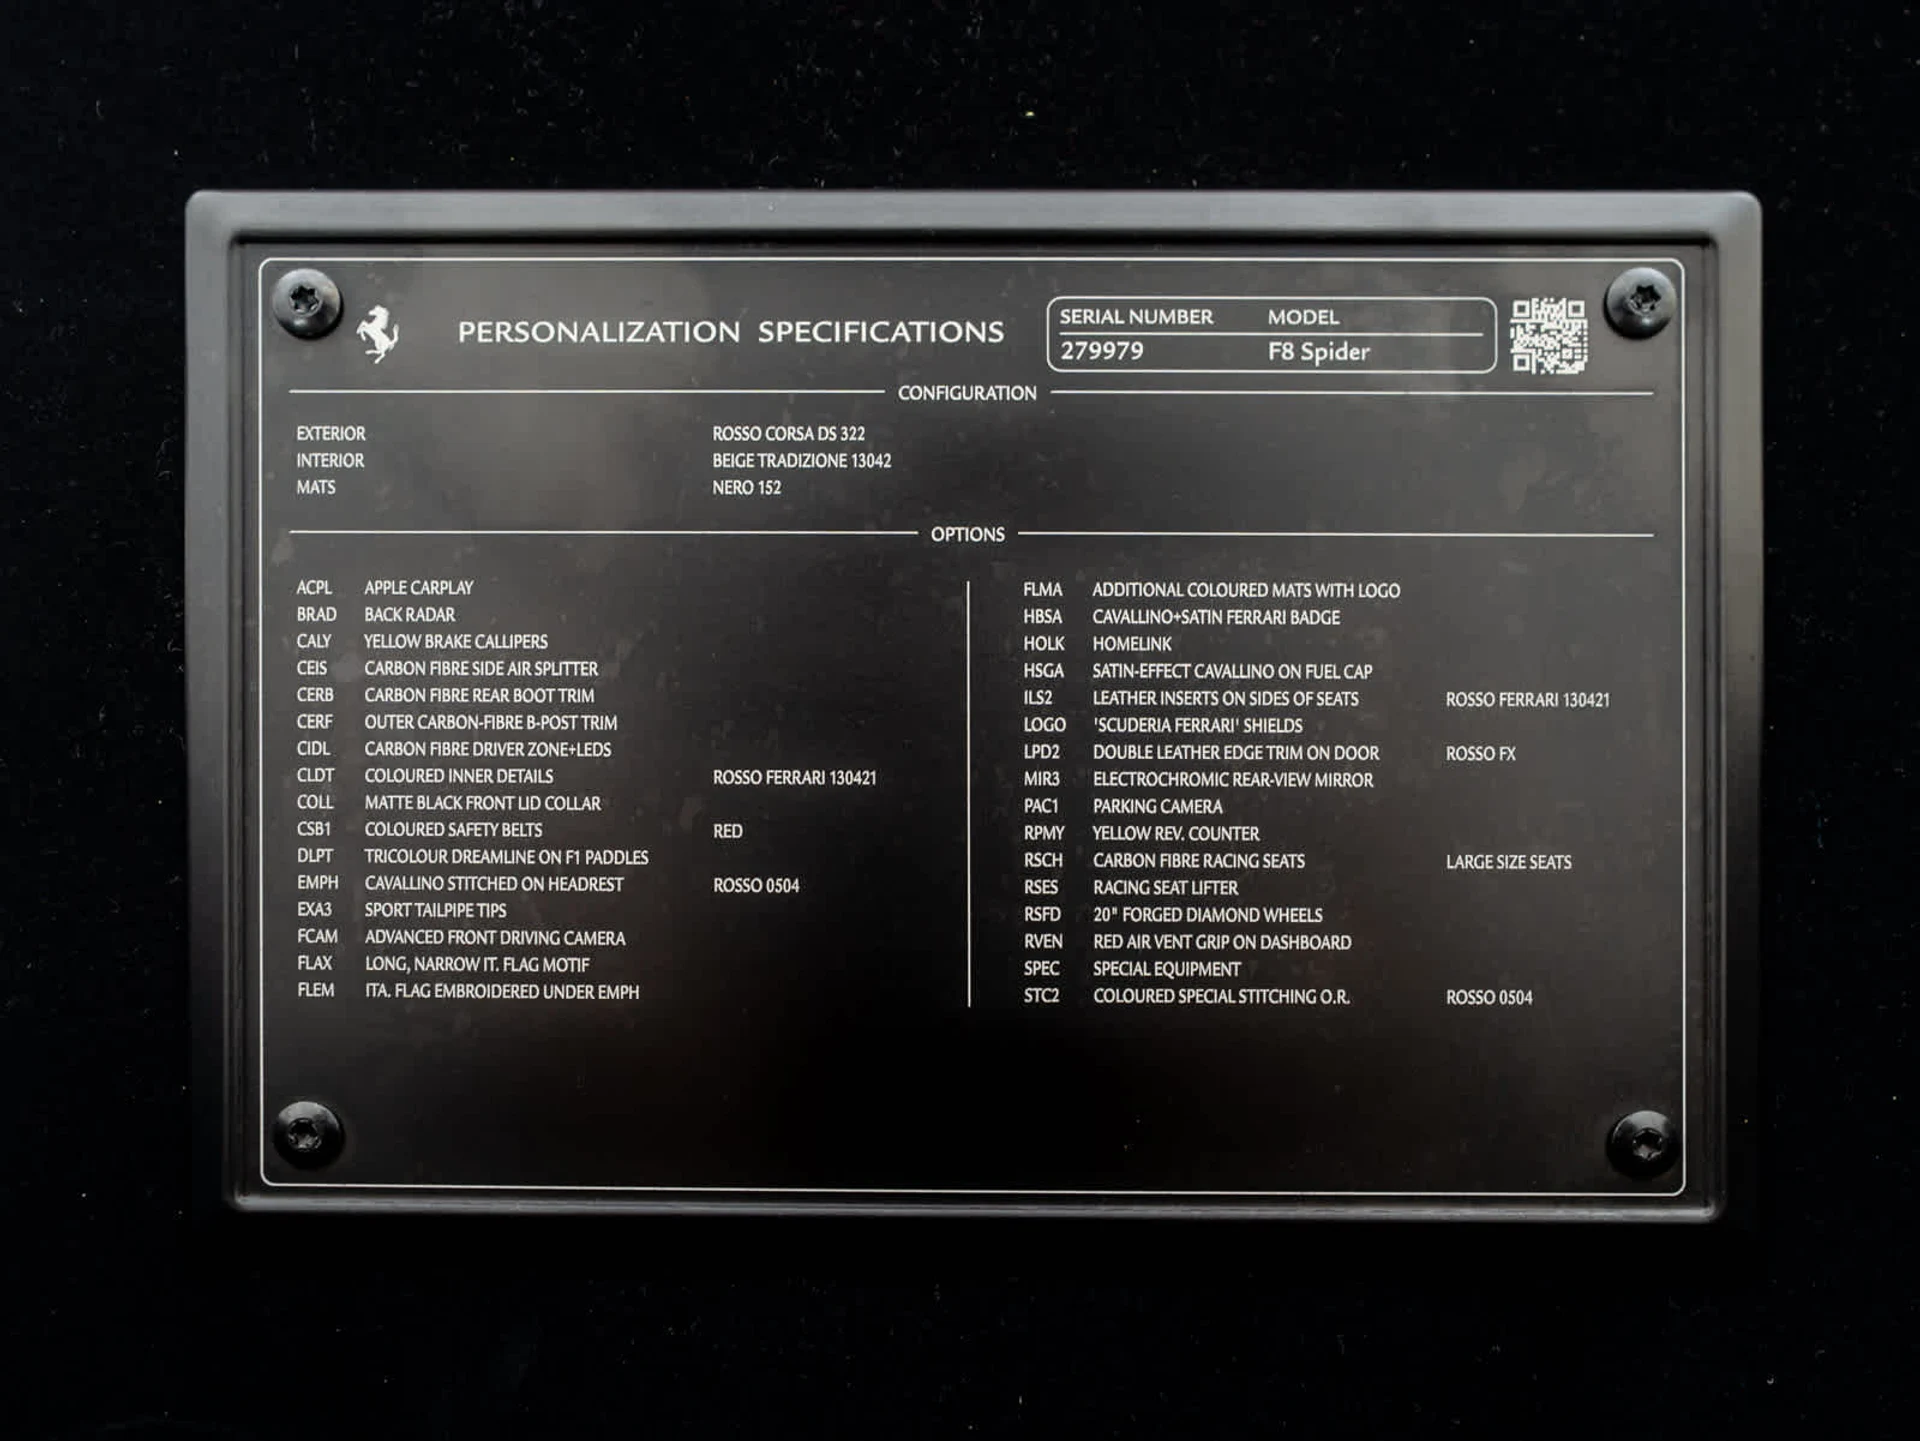 PERSONALIZATION SPECIFICATIONS
SERIAL NUMBER MODEL
279979 F8 Spider
CONFIGURATION
EXTERIOR ROSSO CORSA DS 322
INTERIOR BEIGE TRADIZIONE 13042
MATS NERO 152
OPTIONS
ACPL APPLE CARPLAY
BRAD BACK RADAR
CALY YELLOW BRAKE CALLIPERS
CEIS CARBON FIBRE SIDE AIR SPLITTER
CERB CARBON FIBRE REAR BOOT TRIM
CERF OUTER CARBON-FIBRE B-POST TRIM
CIDL CARBON FIBRE DRIVER ZONE+LEDS
CLDT COLOURED INNER DETAILS ROSSO FERRARI 130421
COLL MATTE BLACK FRONT LID COLLAR
CSB1 COLOURED SAFETY BELTS RED
DLPT TRICOLOUR DREAMLINE ON F1 PADDLES
EMPH CAVALLINO STITCHED ON HEADREST ROSSO 0504
EXA3 SPORT TAILPIPE TIPS
FCAM ADVANCED FRONT DRIVING CAMERA
FLAX LONG, NARROW IT. FLAG MOTIF
FLEM ITA. FLAG EMBROIDERED UNDER EMPH
FLMA ADDITIONAL COLOURED MATS WITH LOGO
HBSA CAVALLINO+SATIN FERRARI BADGE
HOLK HOMELINK
HSGA SATIN-EFFECT CAVALLINO ON FUEL CAP
ILS2 LEATHER INSERTS ON SIDES OF SEATS ROSSO FERRARI 130421
LOGO 'SCUDERIA FERRARI' SHIELDS
LPD2 DOUBLE LEATHER EDGE TRIM ON DOOR ROSSO FX
MIR3 ELECTROCHROMIC REAR-VIEW MIRROR
PAC1 PARKING CAMERA
RPMY YELLOW REV. COUNTER
RSCH CARBON FIBRE RACING SEATS LARGE SIZE SEATS
RSES RACING SEAT LIFTER
RSFD 20" FORGED DIAMOND WHEELS
RVEN RED AIR VENT GRIP ON DASHBOARD
SPEC SPECIAL EQUIPMENT
STC2 COLOURED SPECIAL STITCHING O.R. ROSSO 0504